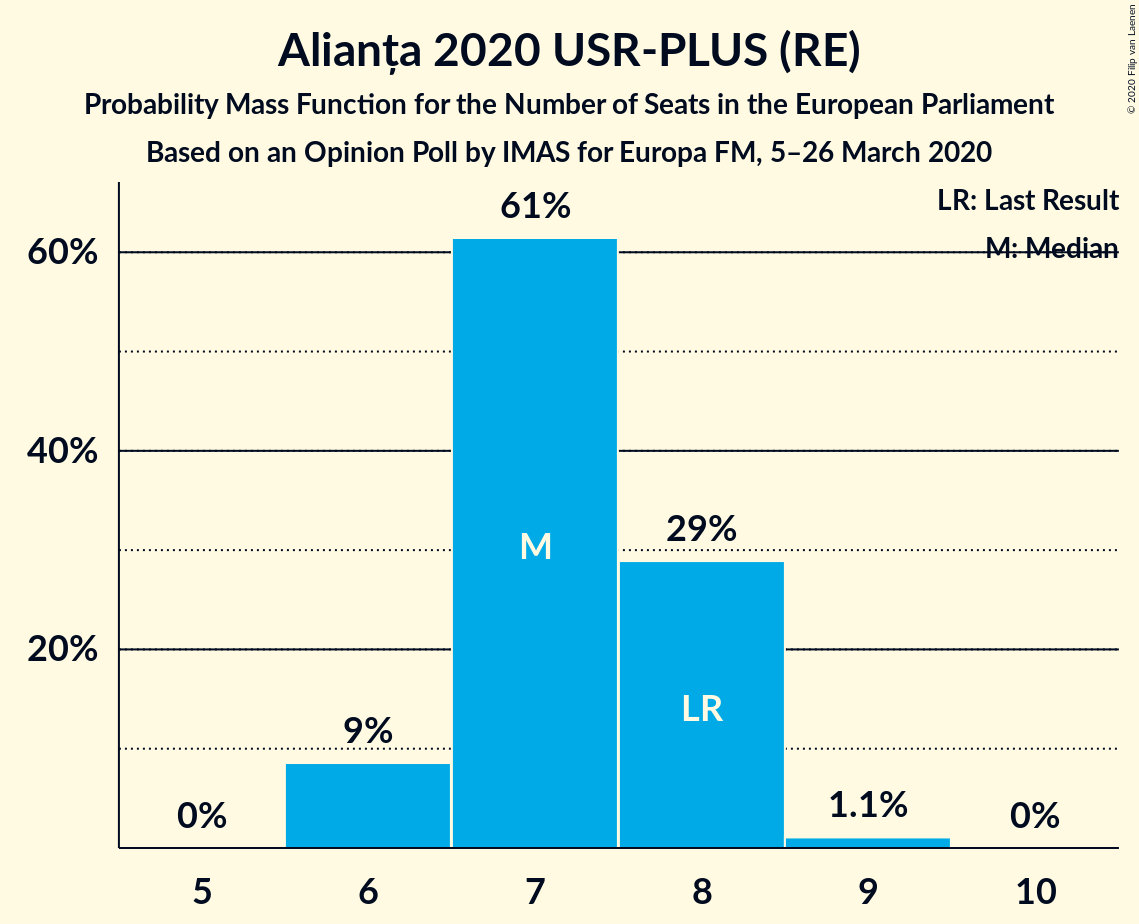 Alianța 2020 USR-PLUS (RE)
Probability Mass Function for the Number of Seats in the European Parliament
Based on an Opinion Poll by IMAS for Europa FM, 5–26 March 2020
© 2020 Filip van Laenen
LR: Last Result
M: Median
60%
40%
20%
0%
9%
61%
M
29%
LR
1.1%
0%
5
6
7
8
9
10